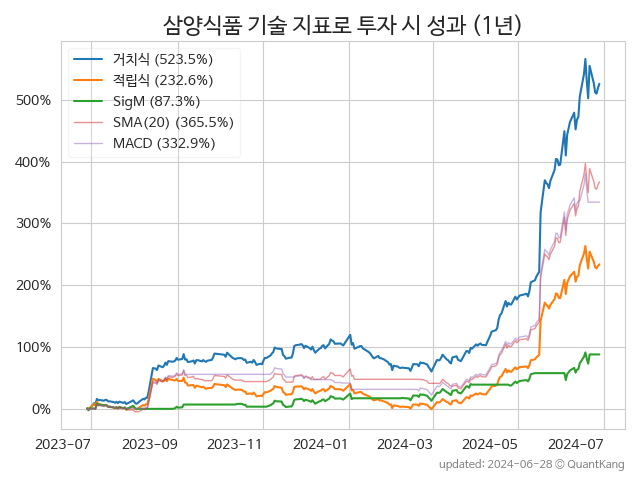 삼양식품 기술 지표로 투자 시 성과 (1년)
거치식 (523.5%)
적립식 (232.6%)
SigM (87.3%)
SMA(20) (365.5%)
MACD (332.9%)
500%
400%
300%
200%
100%
0%
2023-07 2023-09 2023-11 2024-01 2024-03 2024-05 2024-07
updated: 2024-06-28 © QuantKang